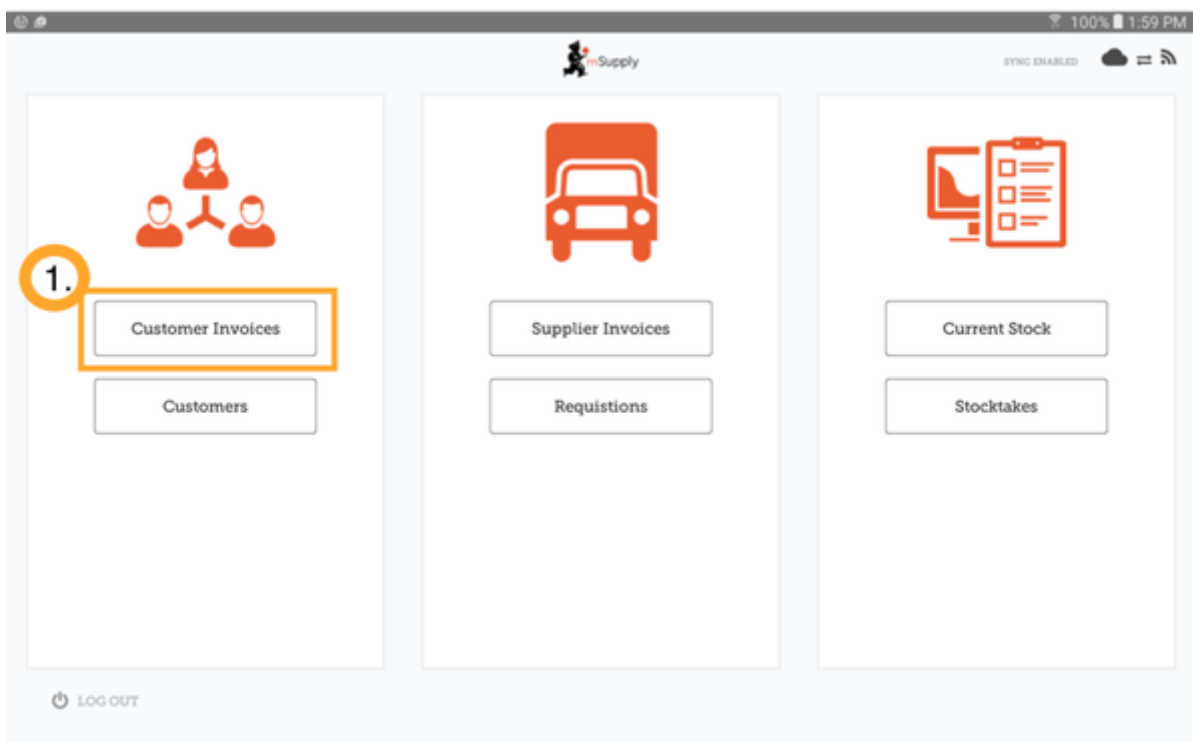 100% 1:59 PM
mSupply
SYNC ENABLED
1.
Customer Invoices
Supplier Invoices
Current Stock
Customers
Requistions
Stocktakes
LOG OUT